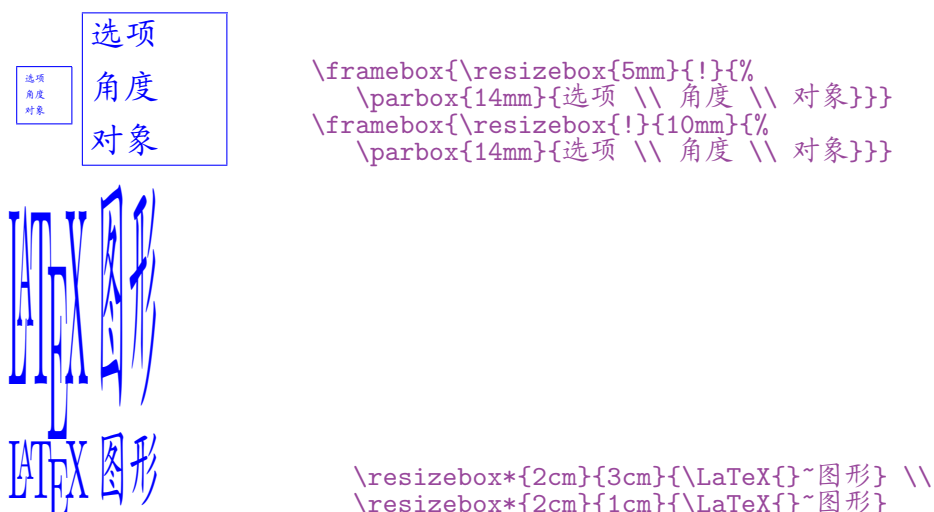 选项
角度
对象
选项
角度
对象
\framebox{\resizebox{5mm}{!}{%
\parbox{14mm}{选项 \\ 角度 \\ 对象}}}
\framebox{\resizebox{!}{10mm}{%
\parbox{14mm}{选项 \\ 角度 \\ 对象}}}
LATEX 图形
LATEX 图形
\resizebox*{2cm}{3cm}{\LaTeX{}~图形} \\
\resizebox*{2cm}{1cm}{\LaTeX{}~图形}